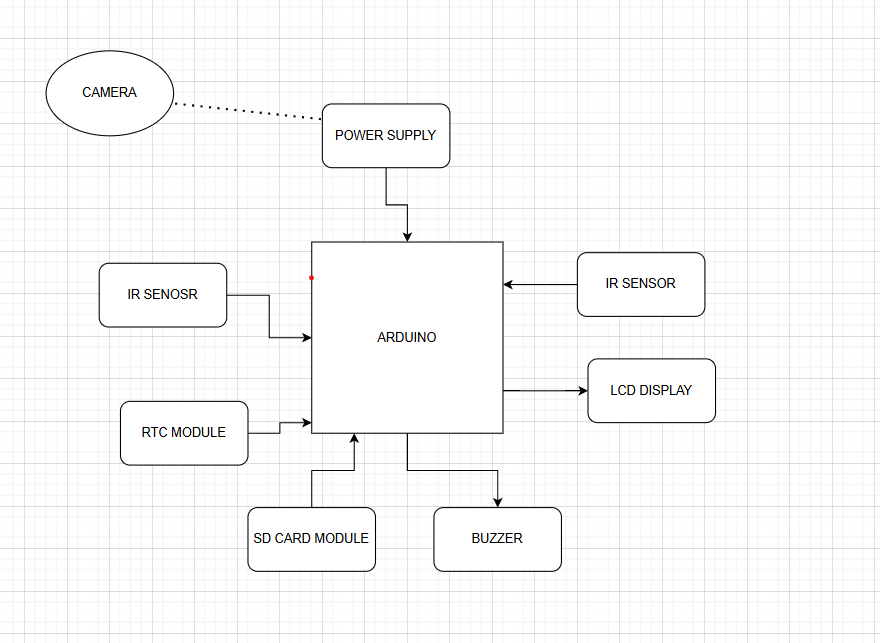 CAMERA
POWER SUPPLY
IR SENOSR
IR SENSOR
ARDUINO
LCD DISPLAY
RTC MODULE
SD CARD MODULE
BUZZER